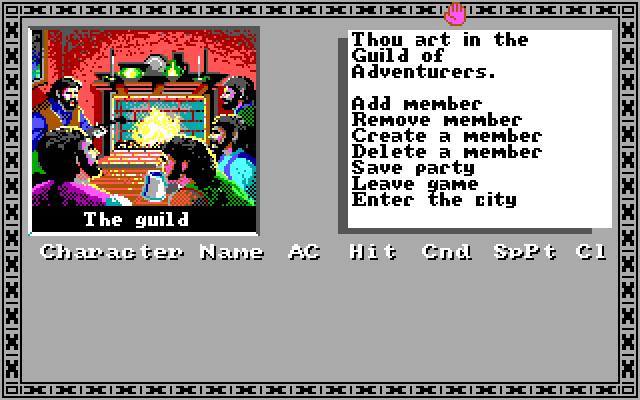 Thou art in the
Guild of
Adventurers.
Add member
Remove member
Create a member
Delete a member
Save party
Leave game
Enter the city
The guild
Character Name AC Hit Cnd SpPt Cl